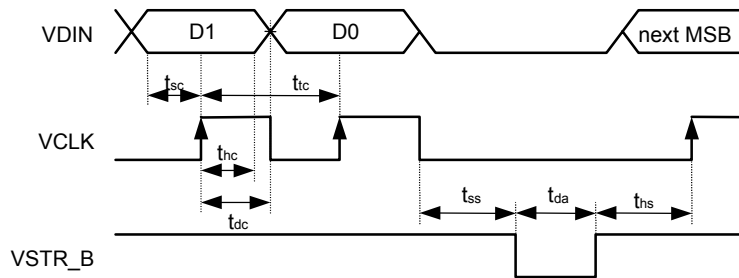 VDIN D1 D0 next MSB
tsc ttc
VCLK
thc
tdc
tss tda ths
VSTR_B